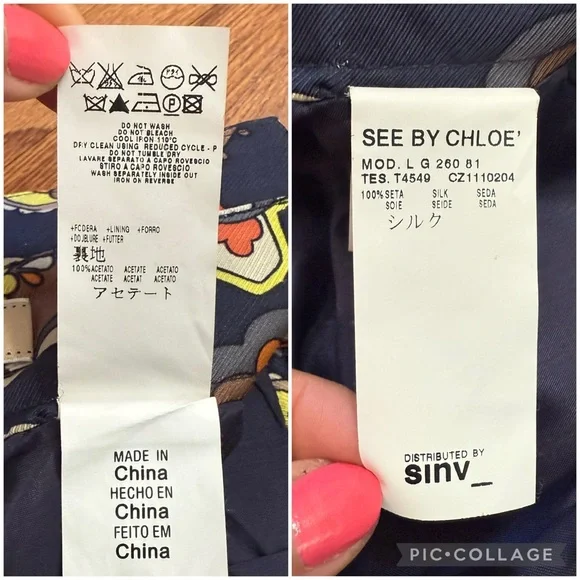 DO NOT WASH
DO NOT BLEACH
COOL IRON 110°C
DRY CLEAN USING REDUCED CYCLE - P
DO NOT TUMBLE DRY
LAVARE SEPARATO A CAPO ROVESCIO
STIRO A CAPO ROVESCIO
WASH SEPARATELY INSIDE OUT
IRON ON REVERSE
+FODERA +LINING +FORRO
+DOUBLURE +FUTTER
裏地
100%ACETATO ACETATE ACETATO
ACETATE ACETAT ACETATO
アセテート
MADE IN
China
HECHO EN
China
FEITO EM
China
SEE BY CHLOE'
MOD. L G 260 81
TES. T4549 CZ1110204
100%SETA SILK SEDA
SOIE SEIDE SEDA
シルク
DISTRIBUTED BY
sinv_
PIC•COLLAGE